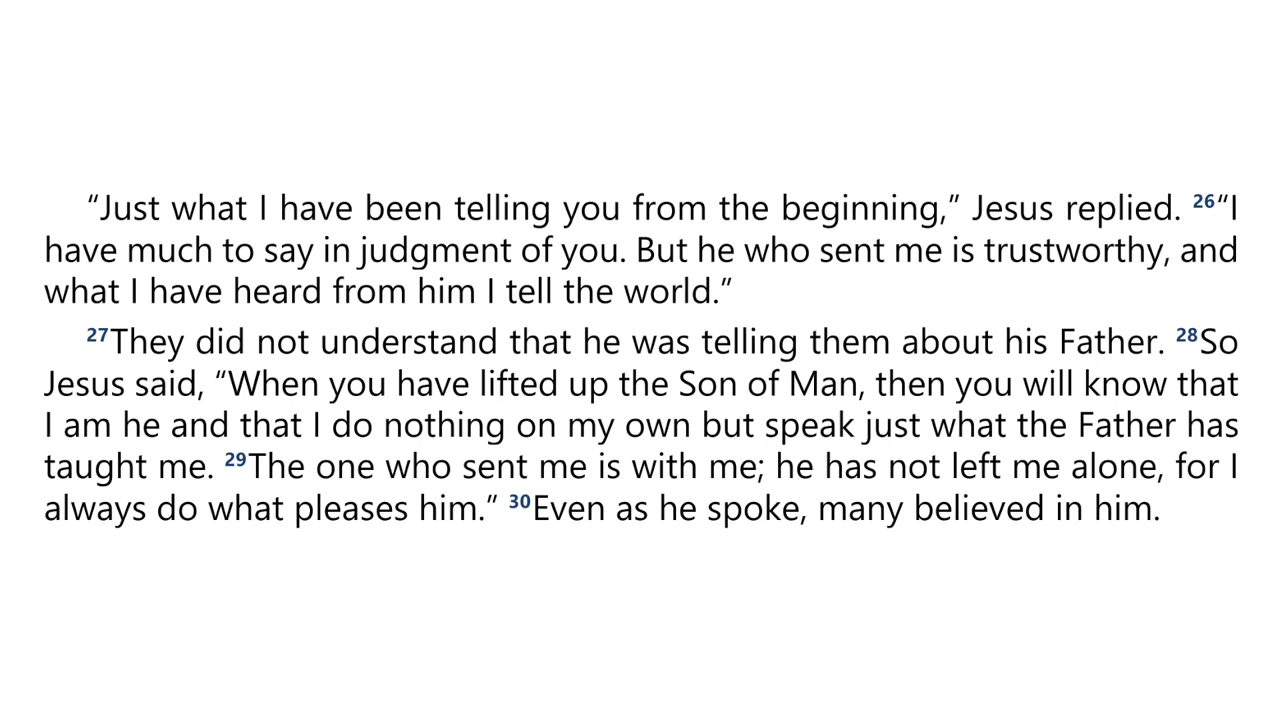 “Just what I have been telling you from the beginning,” Jesus replied. 26“I
have much to say in judgment of you. But he who sent me is trustworthy, and
what I have heard from him I tell the world.”
27They did not understand that he was telling them about his Father. 28So
Jesus said, “When you have lifted up the Son of Man, then you will know that
I am he and that I do nothing on my own but speak just what the Father has
taught me. 29The one who sent me is with me; he has not left me alone, for I
always do what pleases him.” 30Even as he spoke, many believed in him.